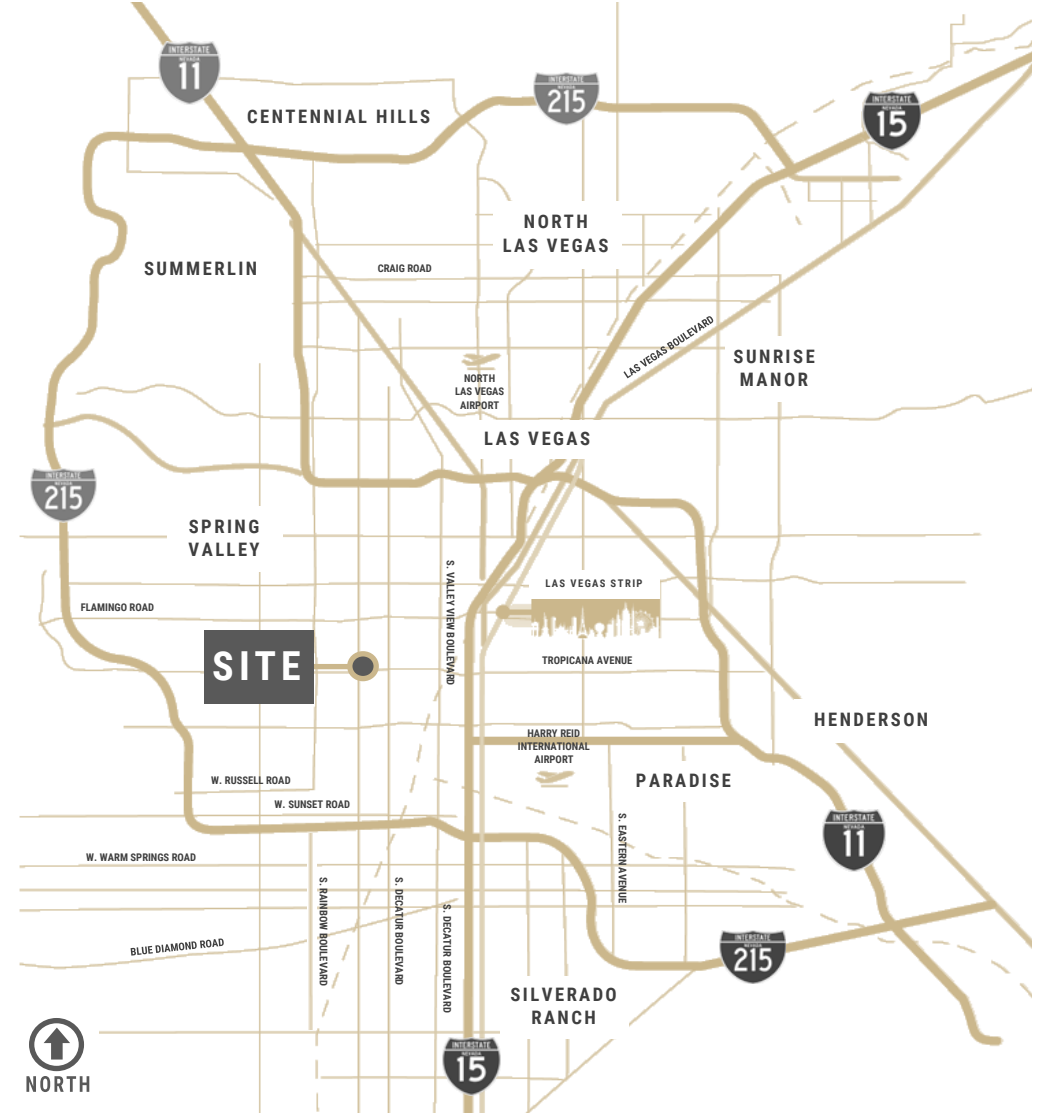 INTERSTATE
NEVADA
11
INTERSTATE
NEVADA
215
INTERSTATE
NEVADA
15
CENTENNIAL HILLS
NORTH
LAS VEGAS
SUMMERLIN
CRAIG ROAD
LAS VEGAS BOULEVARD
SUNRISE
MANOR
NORTH
LAS VEGAS
AIRPORT
LAS VEGAS
INTERSTATE
NEVADA
215
SPRING
VALLEY
S. VALLEY VIEW BOULEVARD
LAS VEGAS STRIP
FLAMINGO ROAD
SITE
TROPICANA AVENUE
HENDERSON
HARRY REID
INTERNATIONAL
AIRPORT
PARADISE
W. RUSSELL ROAD
W. SUNSET ROAD
S. EASTERN AVENUE
INTERSTATE
NEVADA
11
W. WARM SPRINGS ROAD
S. RAINBOW BOULEVARD
S. DECATUR BOULEVARD
S. DECATUR BOULEVARD
BLUE DIAMOND ROAD
INTERSTATE
NEVADA
215
SILVERADO
RANCH
INTERSTATE
NEVADA
15
NORTH